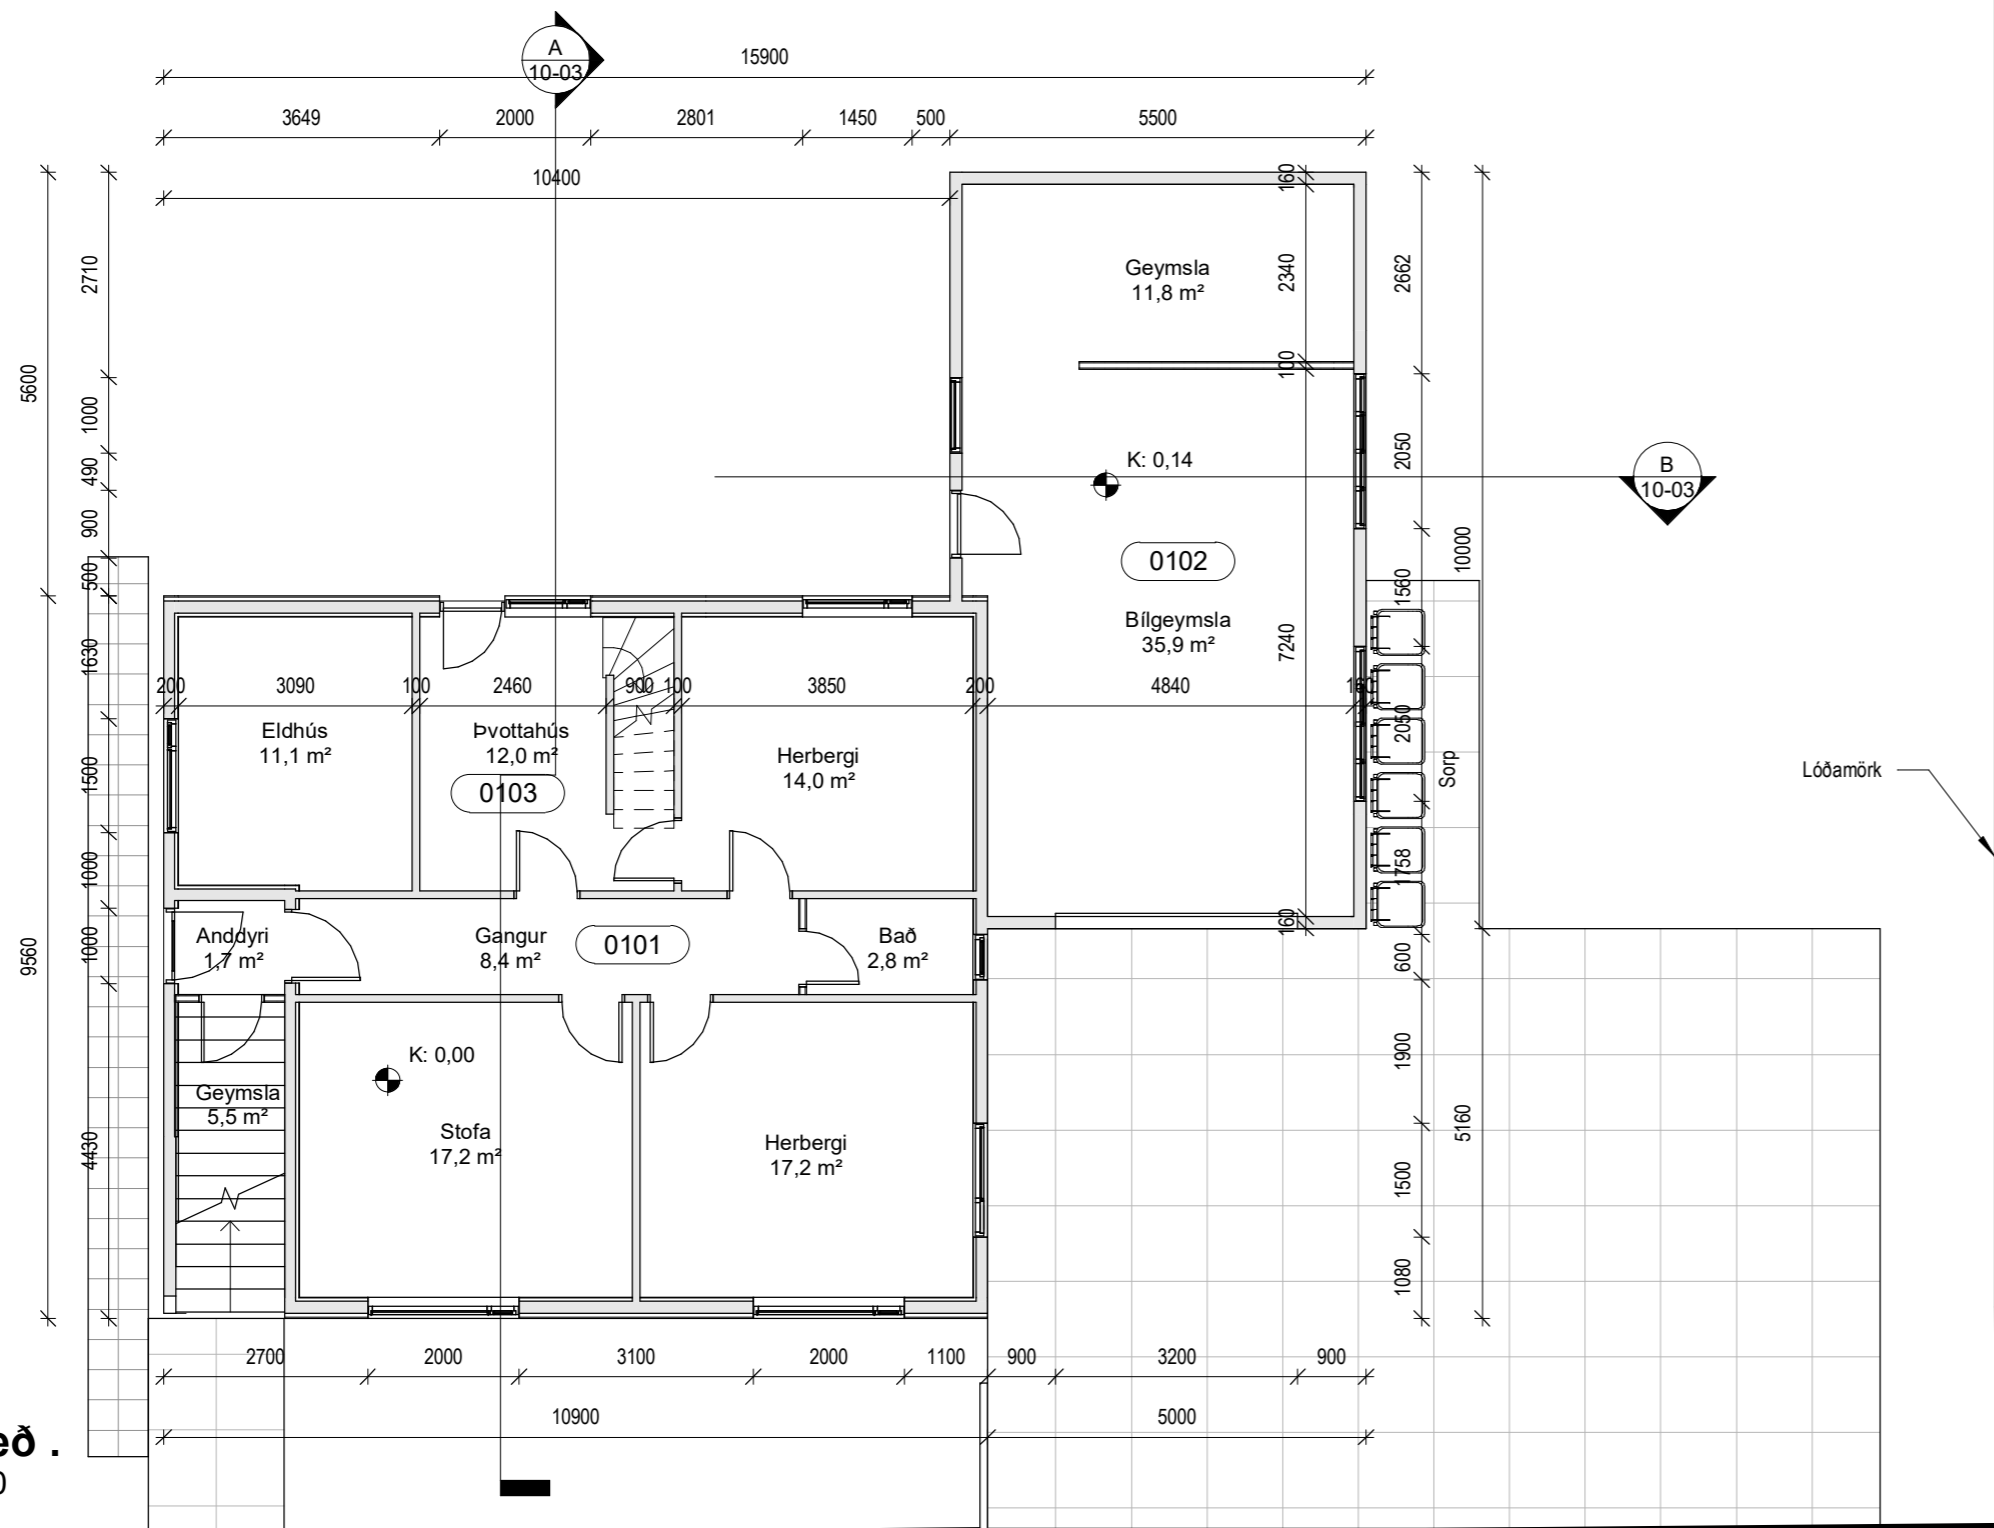 A
10-03
15900
3649
2000
2801
1450
500
5500
10400
160
2710
2340
2662
Geymsla
11,8 m²
100
5600
1000
490
900
500
2050
K: 0,14
B
10-03
10000
0102
1560
Bílgeymsla
35,9 m²
7240
1630
200
3090
100
2460
900
100
3850
200
4840
160
2050
Eldhús
11,1 m²
Þvottahús
12,0 m²
Herbergi
14,0 m²
Sorp
Lóðamörk
0103
1500
1000
1758
160
9560
1000
Anddyri
1,7 m²
Gangur
8,4 m²
0101
Bað
2,8 m²
600
K: 0,00
1900
Geymsla
5,5 m²
4430
Stofa
17,2 m²
Herbergi
17,2 m²
5160
1500
1080
2700
2000
3100
2000
1100
900
3200
900
10900
5000
eð .
0